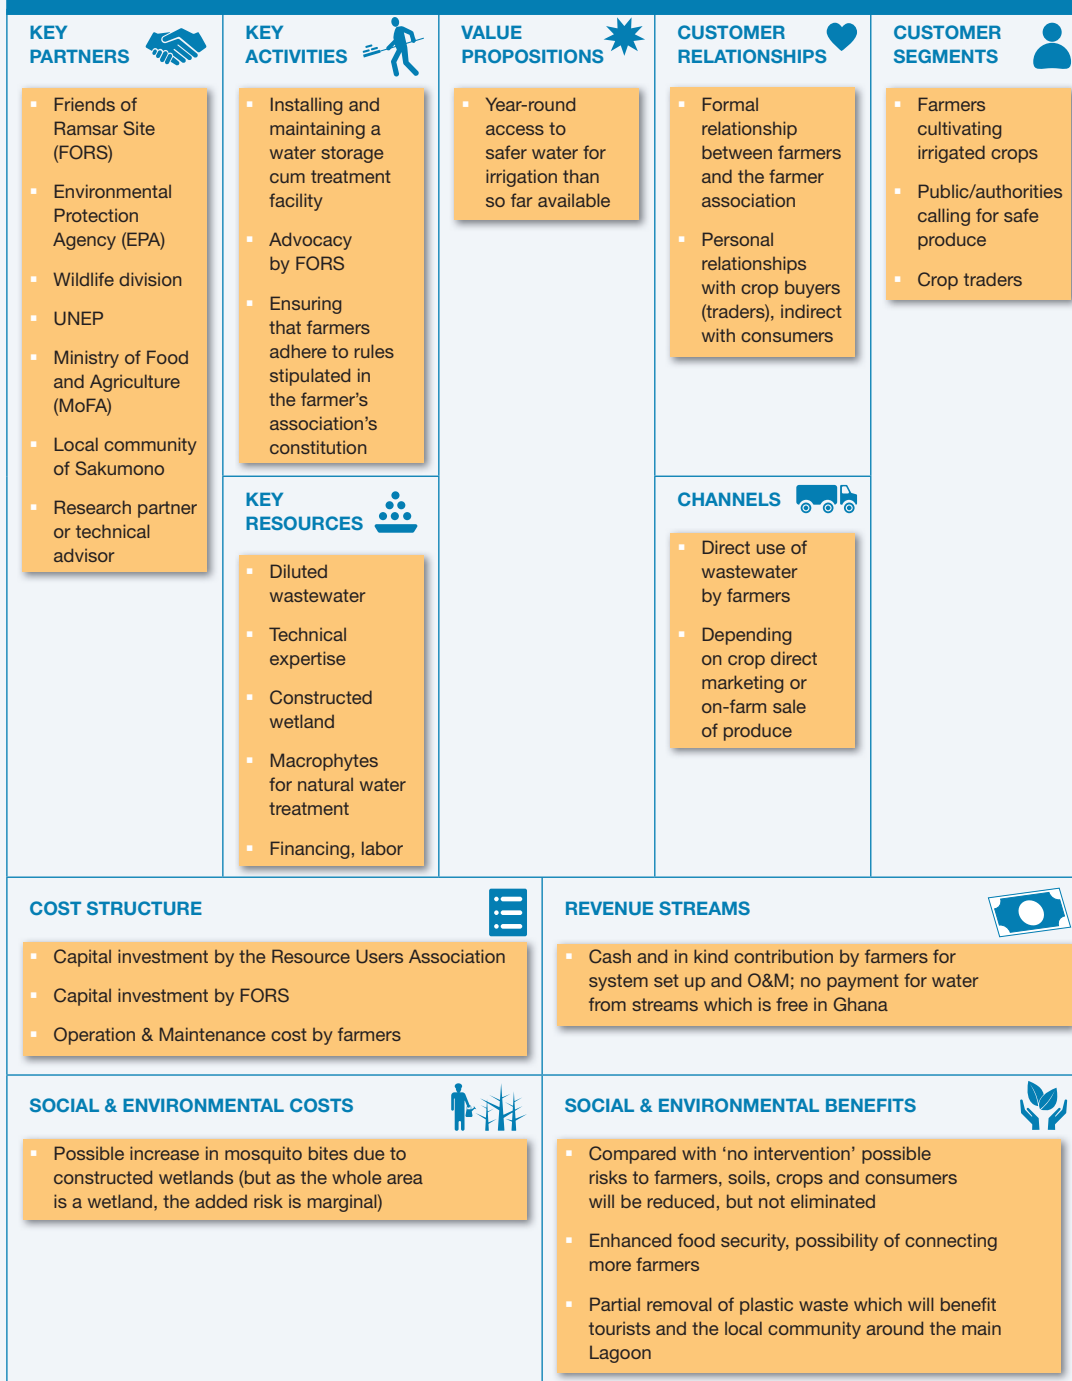 KEY
PARTNERS
Friends of
Ramsar Site
(FORS)
Environmental
Protection
Agency (EPA)
Wildlife division
UNEP
Ministry of Food
and Agriculture
(MoFA)
Local community
of Sakumono
Research partner
or technical
advisor
KEY
ACTIVITIES
Installing and
maintaining a
water storage
cum treatment
facility
Advocacy
by FORS
Ensuring
that farmers
adhere to rules
stipulated in
the farmer's
association's
constitution
KEY
RESOURCES
Diluted
wastewater
Technical
expertise
Constructed
wetland
Macrophytes
for natural water
treatment
Financing, labor
VALUE
PROPOSITIONS
Year-round
access to
safer water for
irrigation than
so far available
CUSTOMER
RELATIONSHIPS
Formal
relationship
between farmers
and the farmer
association
Personal
relationships
with crop buyers
(traders), indirect
with consumers
CHANNELS
Direct use of
wastewater
by farmers
Depending
on crop direct
marketing or
on-farm sale
of produce
CUSTOMER
SEGMENTS
Farmers
cultivating
irrigated crops
Public/authorities
calling for safe
produce
Crop traders
COST STRUCTURE
Capital investment by the Resource Users Association
Capital investment by FORS
Operation & Maintenance cost by farmers
REVENUE STREAMS
Cash and in kind contribution by farmers for
system set up and O&M; no payment for water
from streams which is free in Ghana
SOCIAL & ENVIRONMENTAL COSTS
Possible increase in mosquito bites due to
constructed wetlands (but as the whole area
is a wetland, the added risk is marginal)
SOCIAL & ENVIRONMENTAL BENEFITS
Compared with 'no intervention' possible
risks to farmers, soils, crops and consumers
will be reduced, but not eliminated
Enhanced food security, possibility of connecting
more farmers
Partial removal of plastic waste which will benefit
tourists and the local community around the main
Lagoon